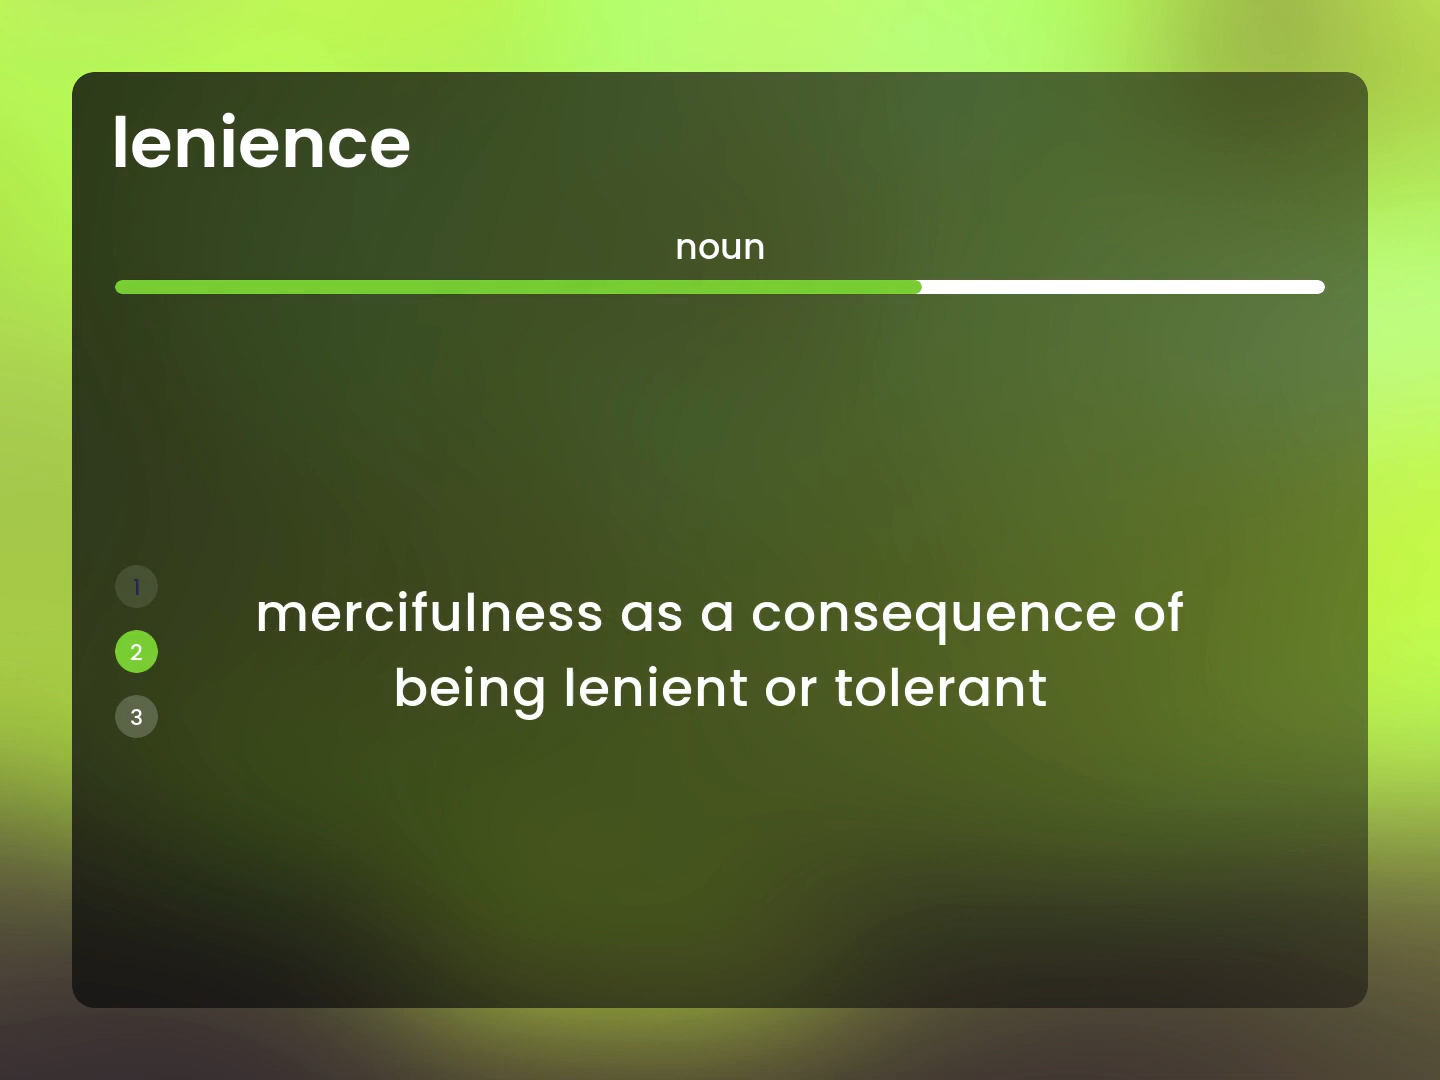 lenience
noun
1
2
3
mercifulness as a consequence of
being lenient or tolerant